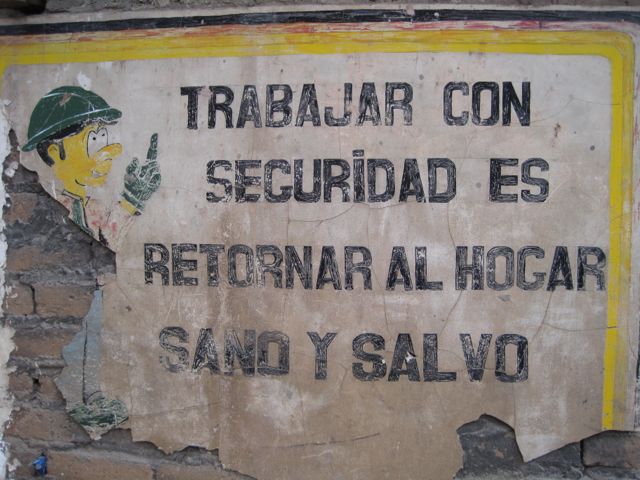 TRABAJAR CON
SEGURIDAD ES
RETORNAR AL HOGAR
SANO Y SALVO